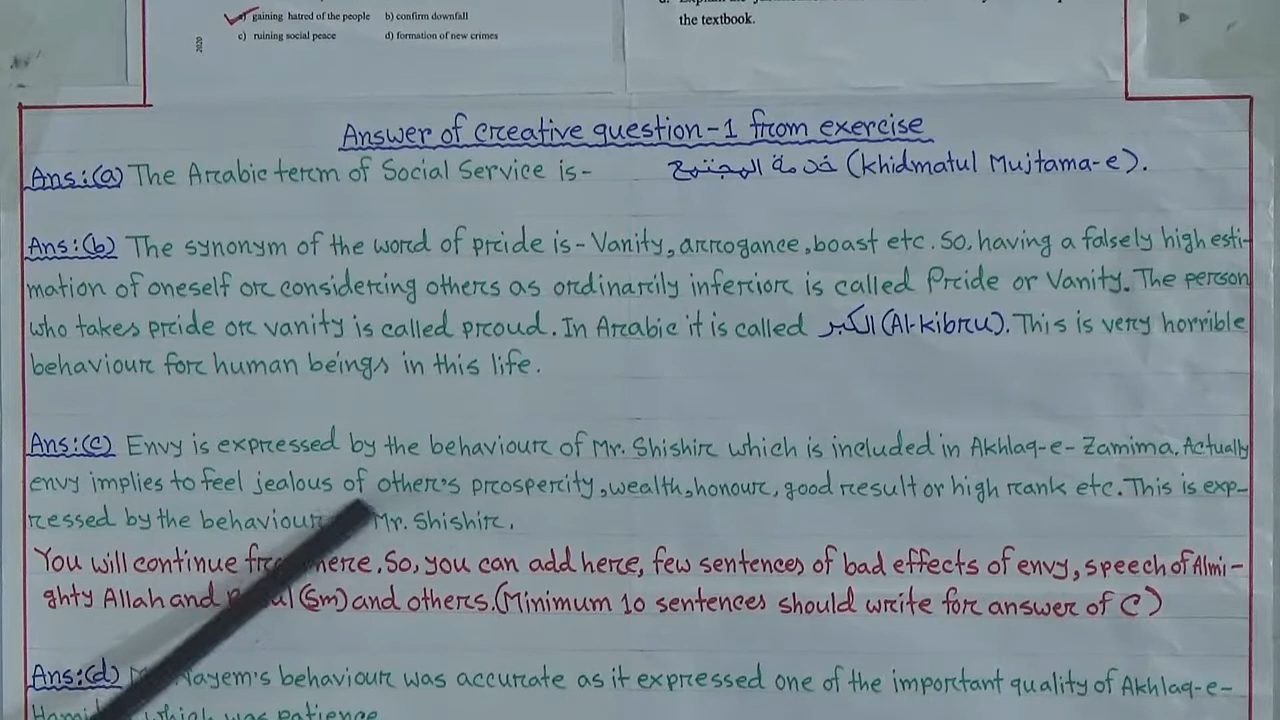 a) gaining hatred of the people b) confirm downfall
c) ruining social peace d) formation of new crimes
2020
the textbook.
Answer of creative question-1 from exercise
Ans:(a) The Arabic term of Social Service is- خدمة المجتمع (Khidmatul Mujtama-e).
Ans:(b) The synonym of the word of pride is- Vanity, arrogance, boast etc. So, having a falsely high esti-
mation of oneself or considering others as ordinarily inferior is called Pride or Vanity. The person
who takes pride or vanity is called proud. In Arabic it is called الكبر (Al-kibru). This is very horrible
behaviour for human beings in this life.
Ans:(c) Envy is expressed by the behaviour of Mr. Shishir which is included in Akhlaq-e-Zamima. Actually
envy implies to feel jealous of other's prosperity, wealth, honour, good result or high rank etc. This is exp-
ressed by the behaviour Mr. Shishir.
You will continue from here. So, you can add here, few sentences of bad effects of envy, speech of Almi-
ghty Allah and (Sm) and others. (Minimum 10 sentences should write for answer of C)
Ans:(d) Nayem's behaviour was accurate as it expressed one of the important quality of Akhlaq-e-
which was patience